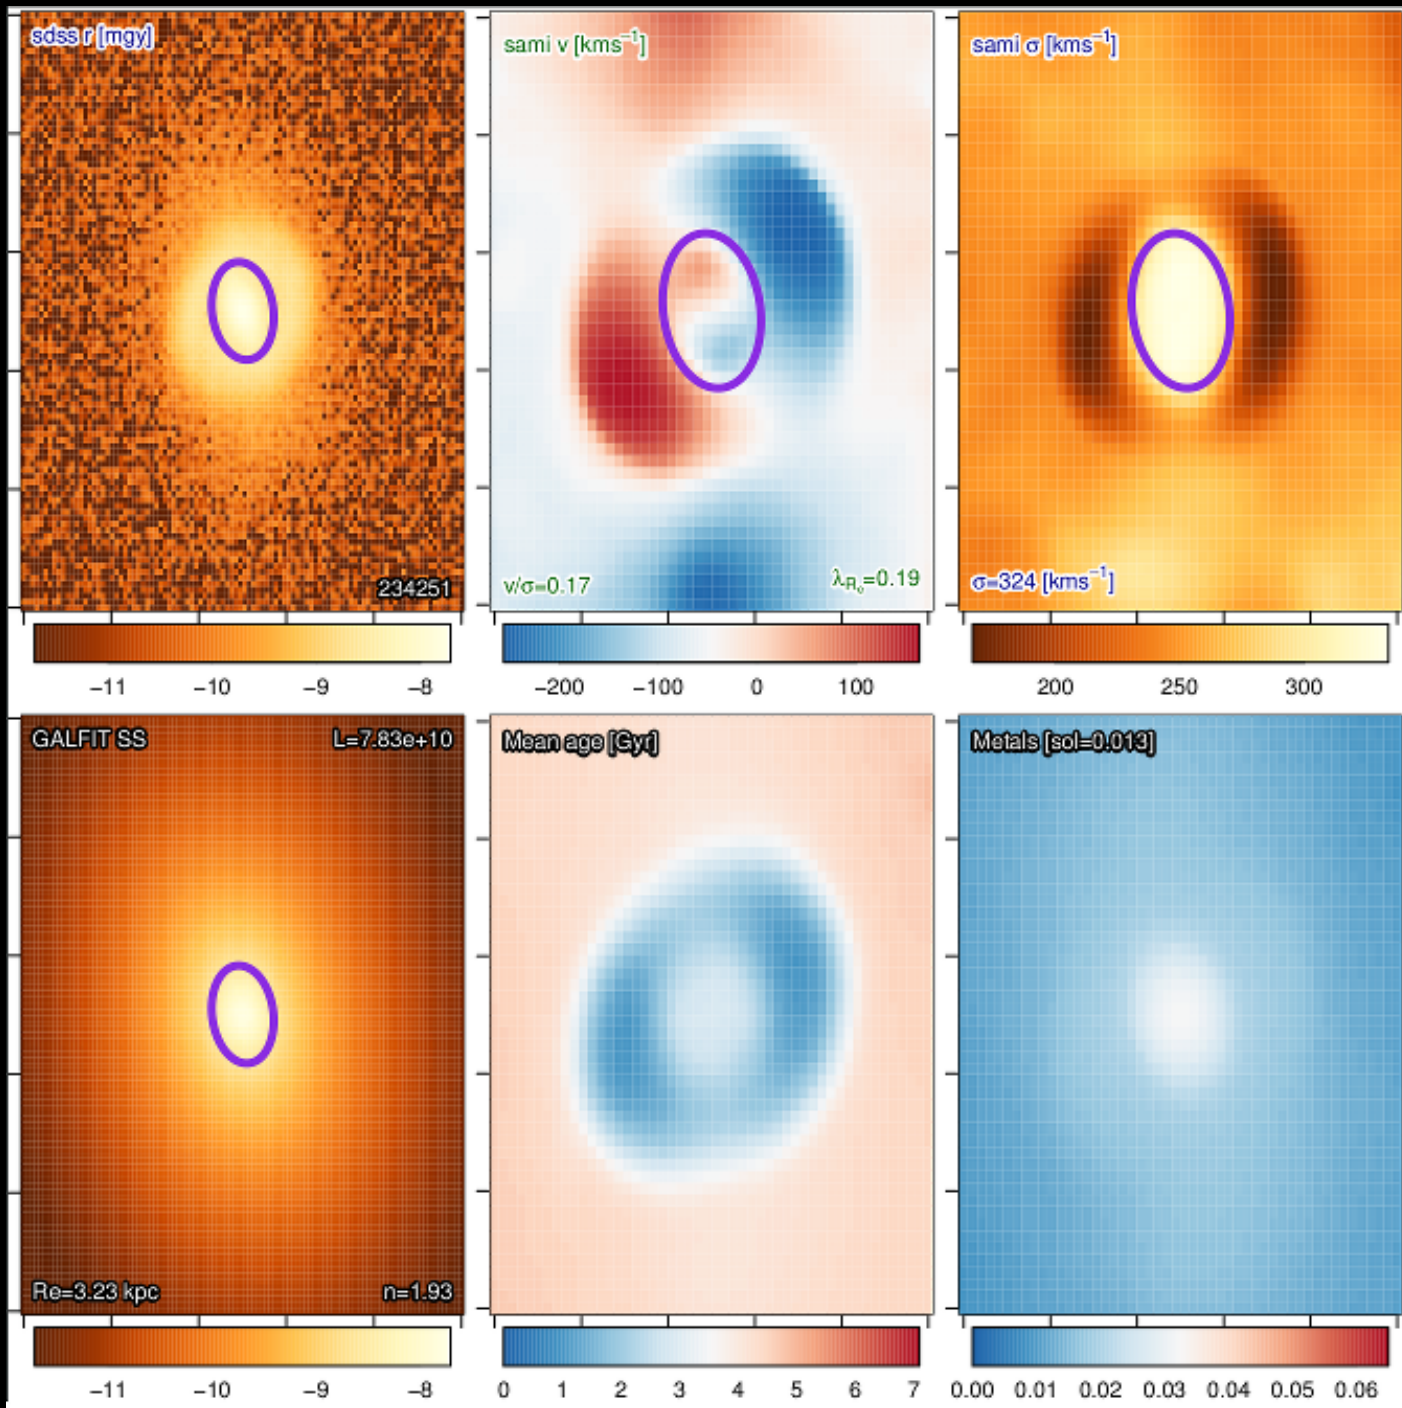 sdss r [mgy]
sami v [kms⁻¹]
sami σ [kms⁻¹]
234251
v/σ=0.17
λ_Rₑ=0.19
σ=324 [kms⁻¹]
−11 −10 −9 −8
−200 −100 0 100
200 250 300
GALFIT SS
L=7.83e+10
Mean age [Gyr]
Metals [sol=0.013]
Re=3.23 kpc
n=1.93
−11 −10 −9 −8
0 1 2 3 4 5 6 7
0.00 0.01 0.02 0.03 0.04 0.05 0.06